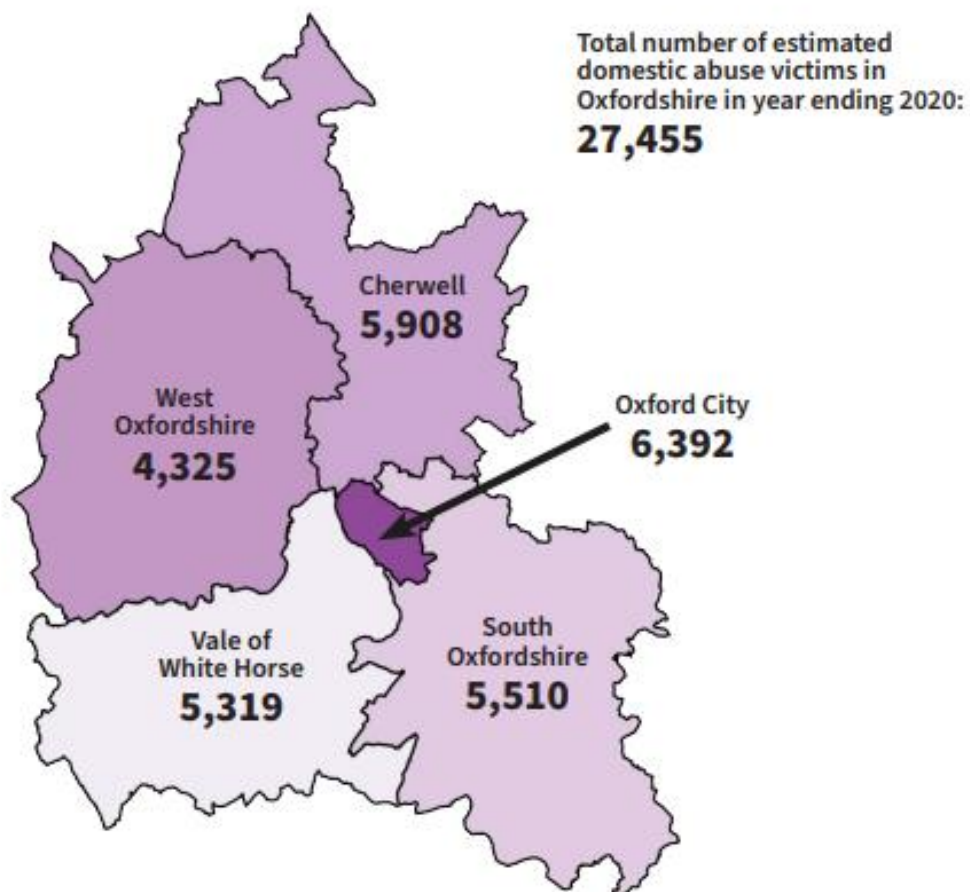 Total number of estimated
domestic abuse victims in
Oxfordshire in year ending 2020:
27,455
Cherwell
5,908
West
Oxfordshire
4,325
Oxford City
6,392
Vale of
White Horse
5,319
South
Oxfordshire
5,510